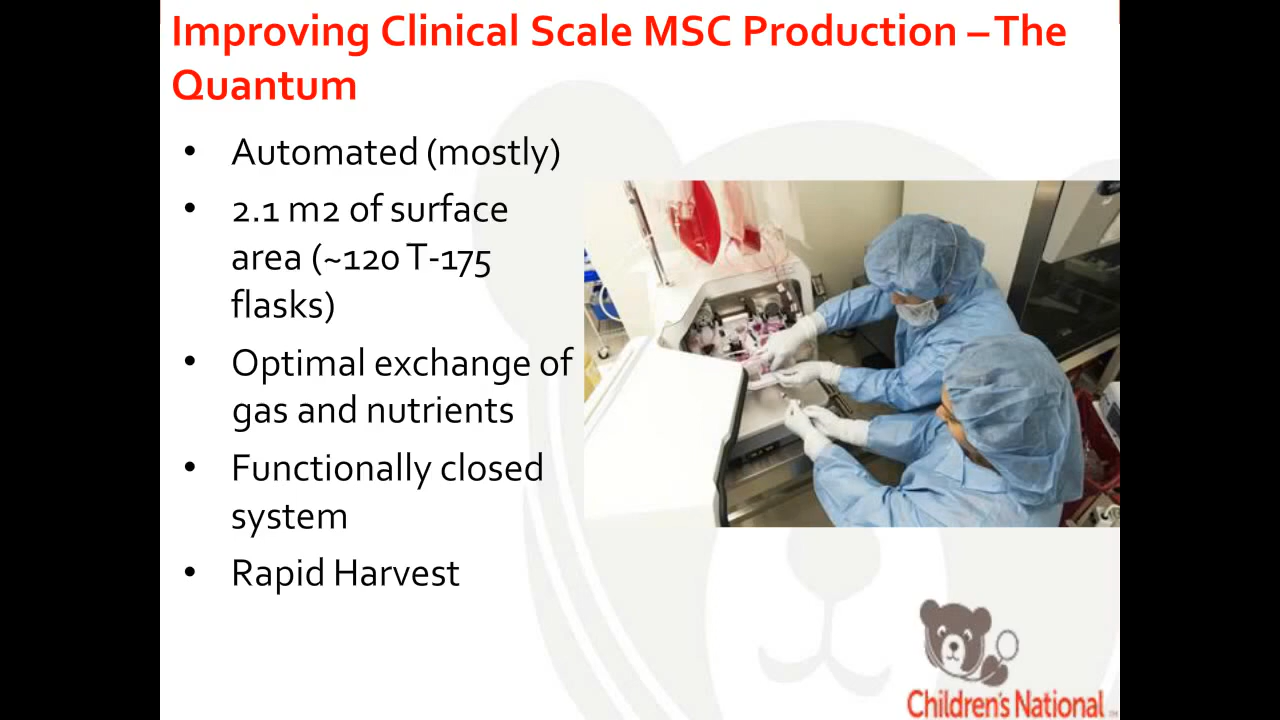 Improving Clinical Scale MSC Production – The
Quantum
• Automated (mostly)
• 2.1 m2 of surface
area (~120 T-175
flasks)
• Optimal exchange of
gas and nutrients
• Functionally closed
system
• Rapid Harvest
Children's National TM